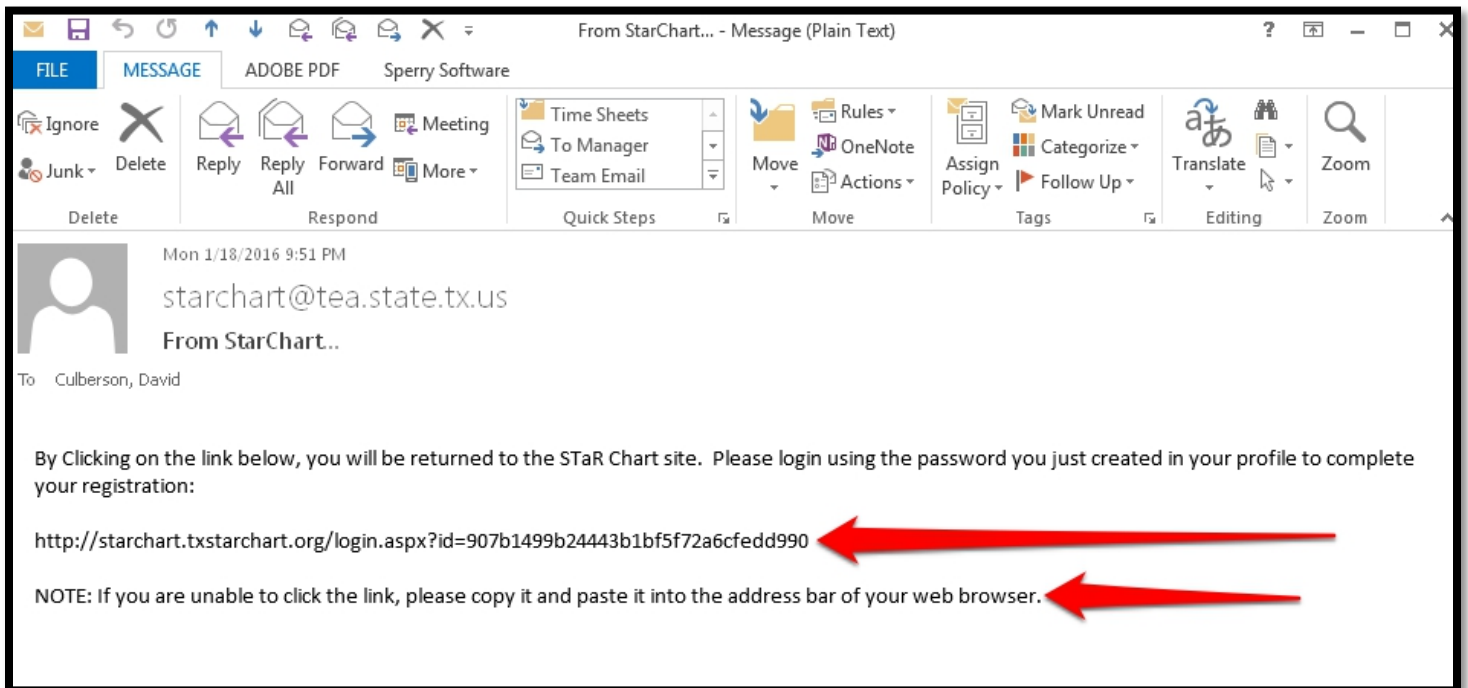 From StarChart... - Message (Plain Text)
FILE MESSAGE ADOBE PDF Sperry Software
Ignore
Junk
Delete
Reply
Reply All
Forward
Meeting
More
Time Sheets
To Manager
Team Email
Move
Rules
OneNote
Actions
Assign Policy
Mark Unread
Categorize
Follow Up
Translate
Zoom
Delete Respond Quick Steps Move Tags Editing Zoom
Mon 1/18/2016 9:51 PM
starchart@tea.state.tx.us
From StarChart...
To Culberson, David
By Clicking on the link below, you will be returned to the STaR Chart site. Please login using the password you just created in your profile to complete
your registration:
http://starchart.txstarchart.org/login.aspx?id=907b1499b24443b1bf5f72a6cfedd990
NOTE: If you are unable to click the link, please copy it and paste it into the address bar of your web browser.